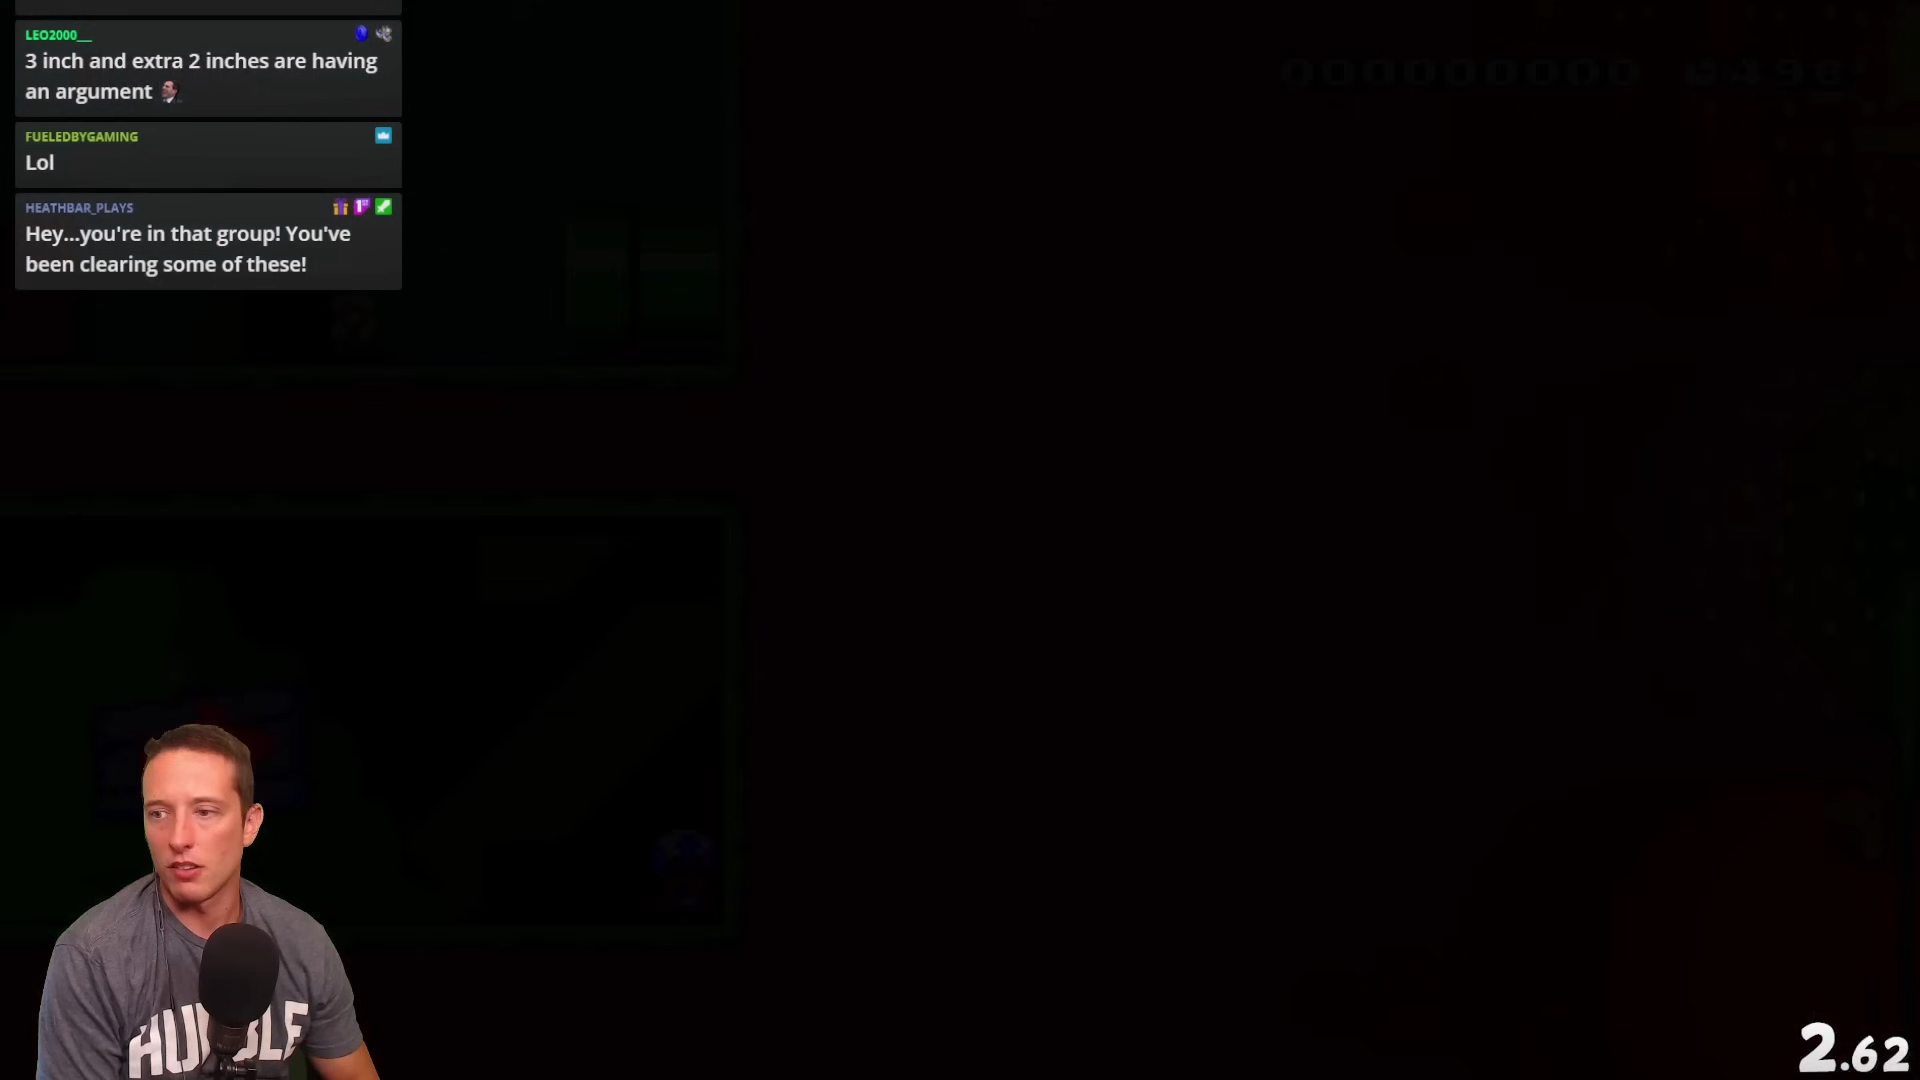 LEO2000__
3 inch and extra 2 inches are having
an argument
FUELEDBYGAMING
Lol
HEATHBAR_PLAYS
Hey...you're in that group! You've
been clearing some of these!
HUMBLE
2.62